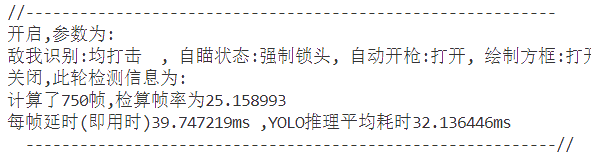 //-----------------------------------------------------------
开启,参数为:
敌我识别:均打击  , 自瞄状态:强制锁头, 自动开枪:打开, 绘制方框:打开
关闭,此轮检测信息为:
计算了750帧,检算帧率为25.158993
每帧延时(即用时)39.747219ms ,YOLO推理平均耗时32.136446ms
-----------------------------------------------------------//